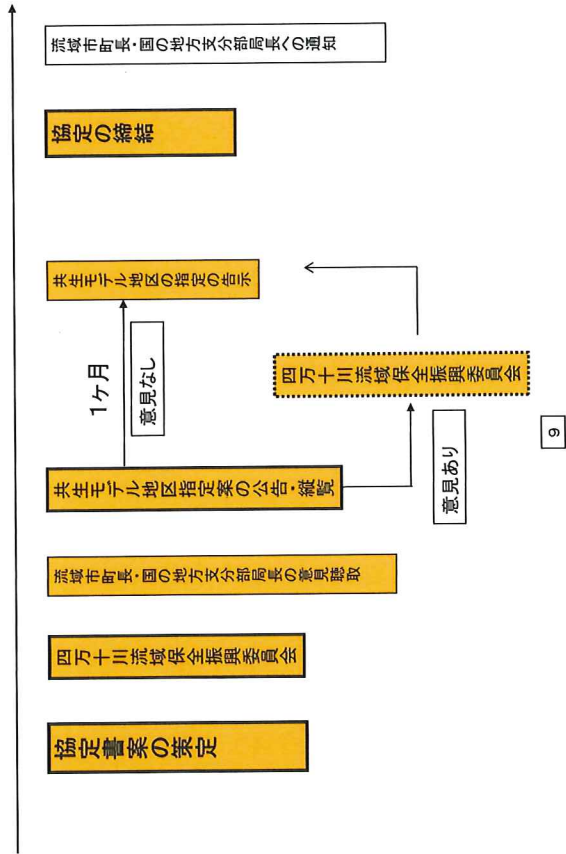 協定書案の策定
四万十川流域保全振興委員会
流域市町長・国の地方支分部局長の意見聴取
共生モデル地区指定案の公告・縦覧
1ヶ月
意見なし
意見あり
四万十川流域保全振興委員会
共生モデル地区の指定の告示
協定の締結
流域市町長・国の地方支分部局長への通知
9